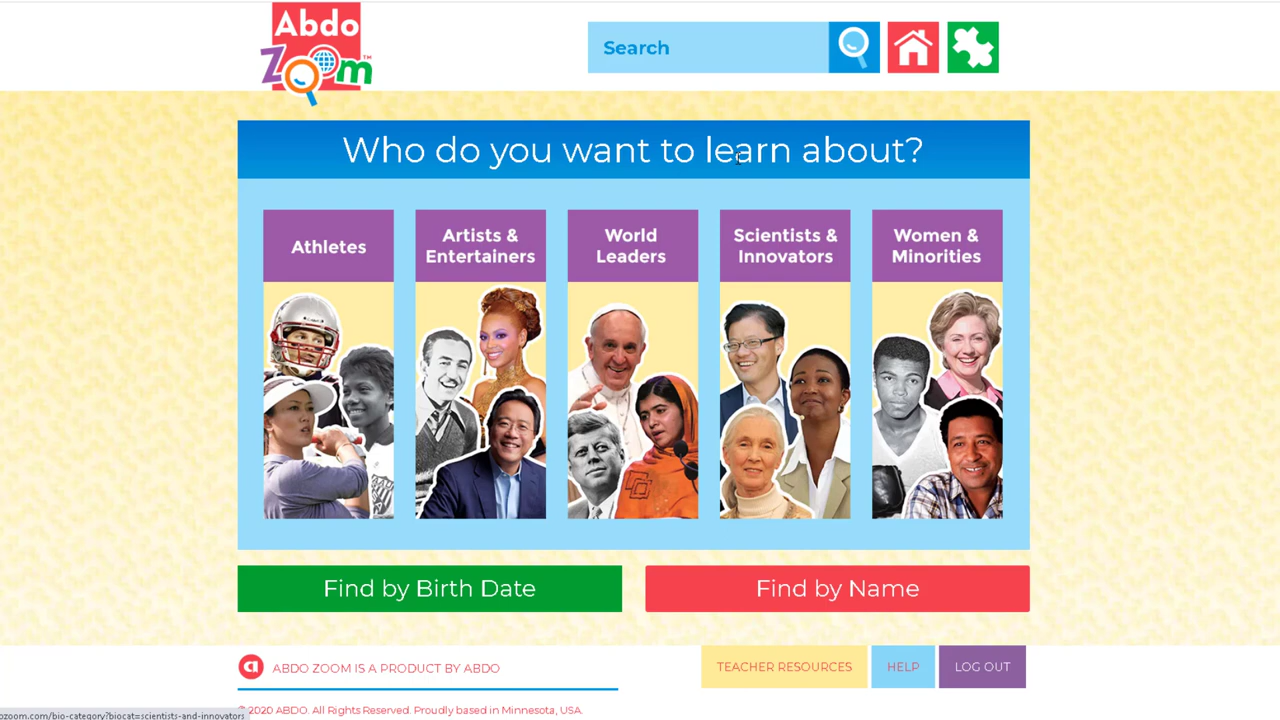 Abdo
Zoom™
Search
Who do you want to learn about?
Athletes
Artists &
Entertainers
World
Leaders
Scientists &
Innovators
Women &
Minorities
Find by Birth Date
Find by Name
a ABDO ZOOM IS A PRODUCT BY ABDO
TEACHER RESOURCES
HELP
LOG OUT
© 2020 ABDO. All Rights Reserved. Proudly based in Minnesota, USA.
ozoom.com/bio-category?biocat=scientists-and-innovators